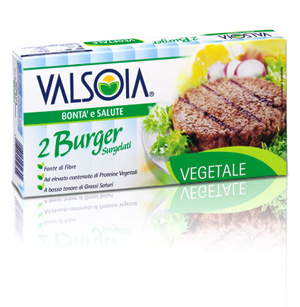 VALSOIA
BONTA' e SALUTE
2 Burger
Surgelati
Fonte di Fibre
Ad elevato contenuto di Proteine Vegetali
A basso tenore di Grassi Saturi
VEGETALE